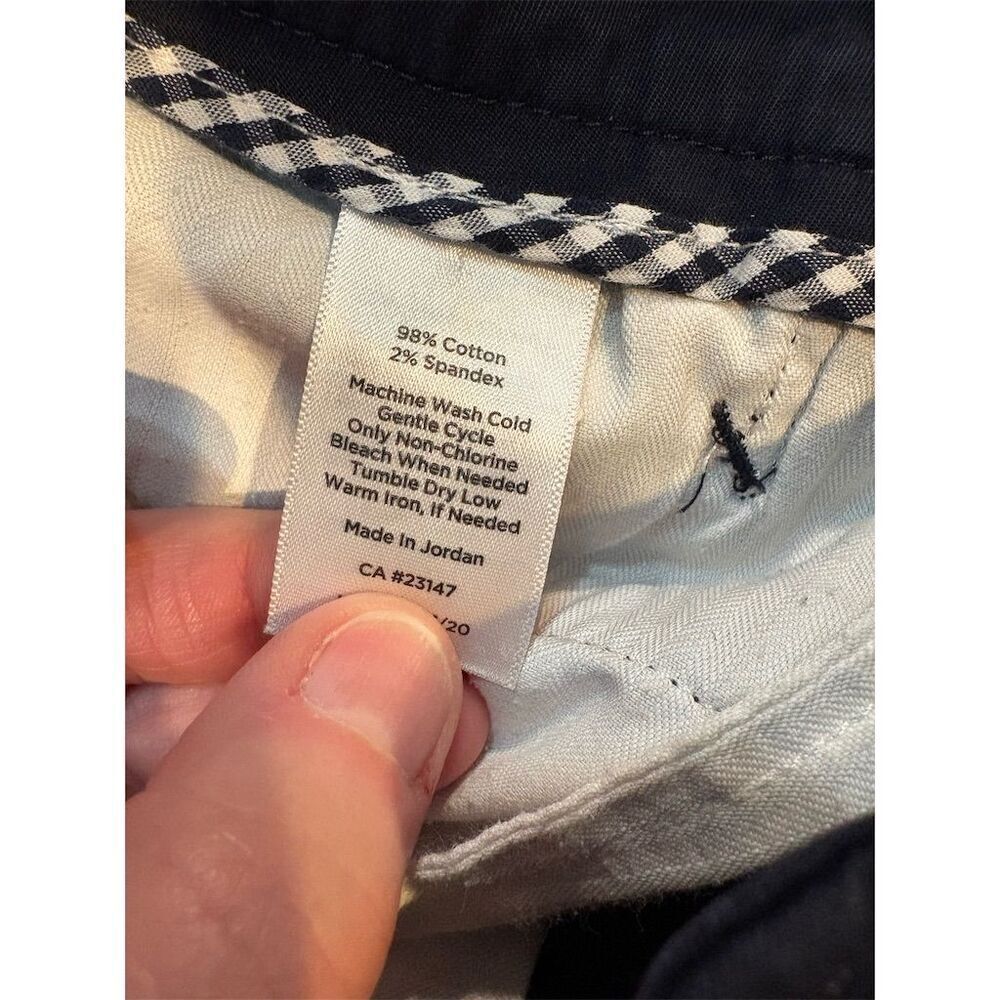 98% Cotton
2% Spandex
Machine Wash Cold
Gentle Cycle
Only Non-Chlorine
Bleach When Needed
Tumble Dry Low
Warm Iron, If Needed
Made In Jordan
CA #23147
/20